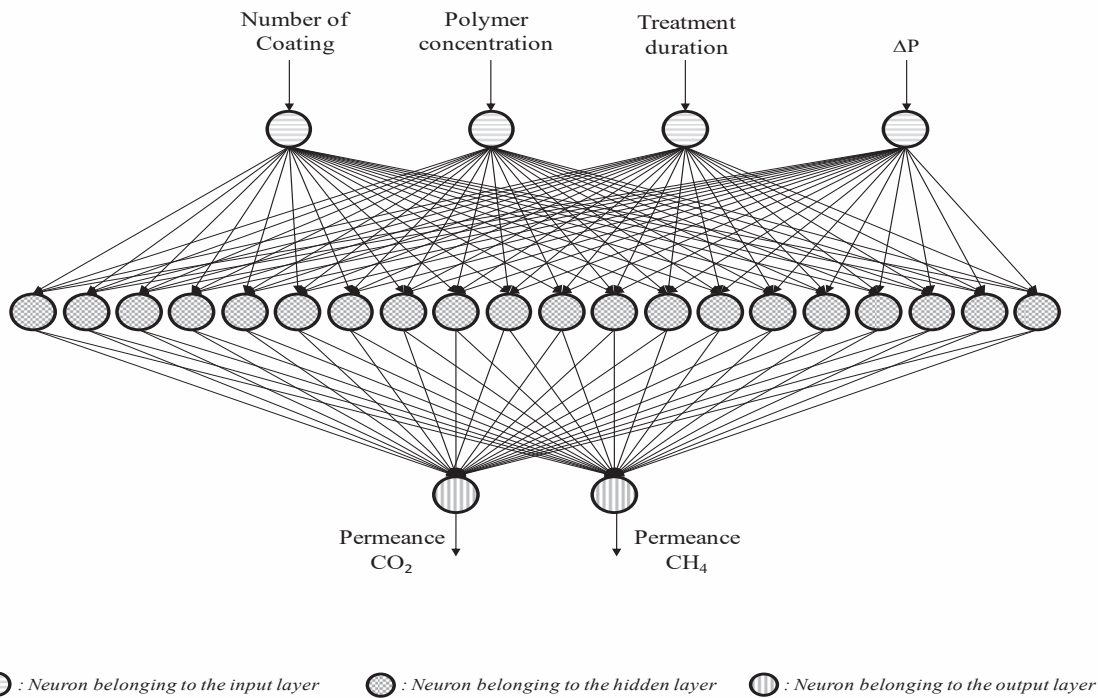 Number of
Coating
Polymer
concentration
Treatment
duration
ΔP
Permeance
CO₂
Permeance
CH₄
: Neuron belonging to the input layer
: Neuron belonging to the hidden layer
: Neuron belonging to the output layer